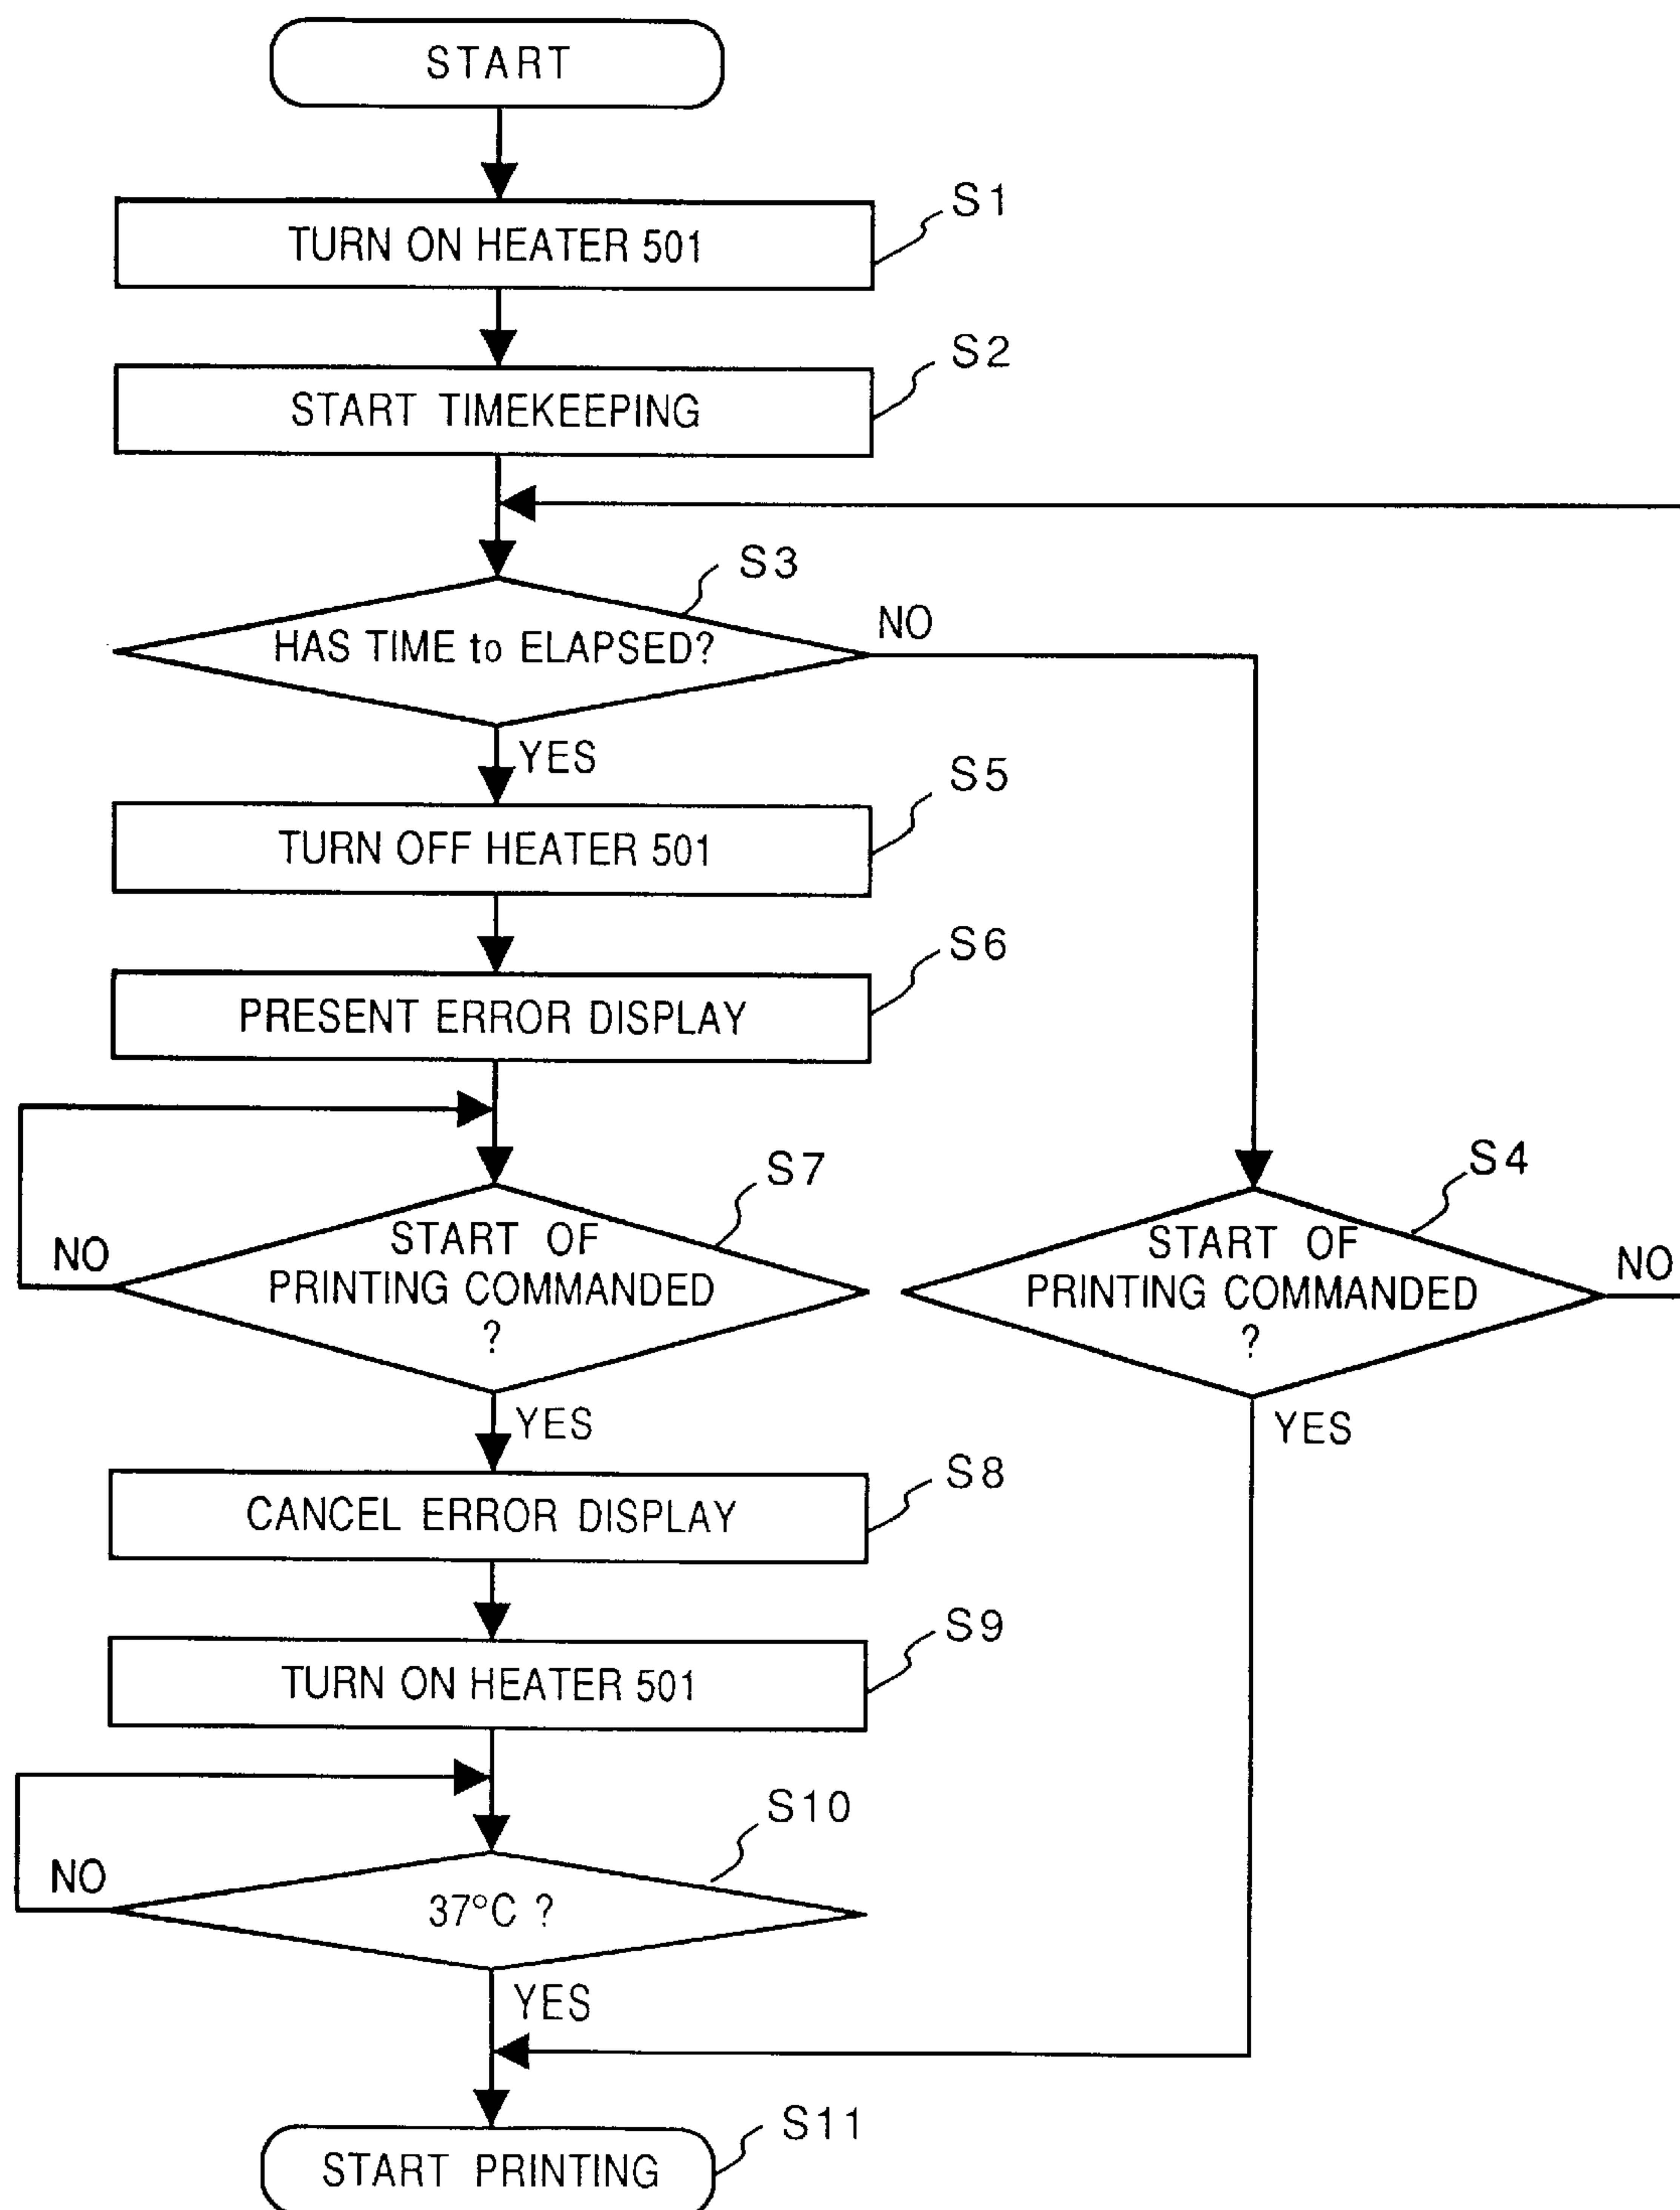 START
S1
TURN ON HEATER 501
S2
START TIMEKEEPING
S3
HAS TIME to ELAPSED?
NO
YES
S5
TURN OFF HEATER 501
S6
PRESENT ERROR DISPLAY
S7
START OF
PRINTING COMMANDED
?
NO
S4
START OF
PRINTING COMMANDED
?
NO
YES
YES
S8
CANCEL ERROR DISPLAY
S9
TURN ON HEATER 501
S10
37°C ?
NO
YES
S11
START PRINTING